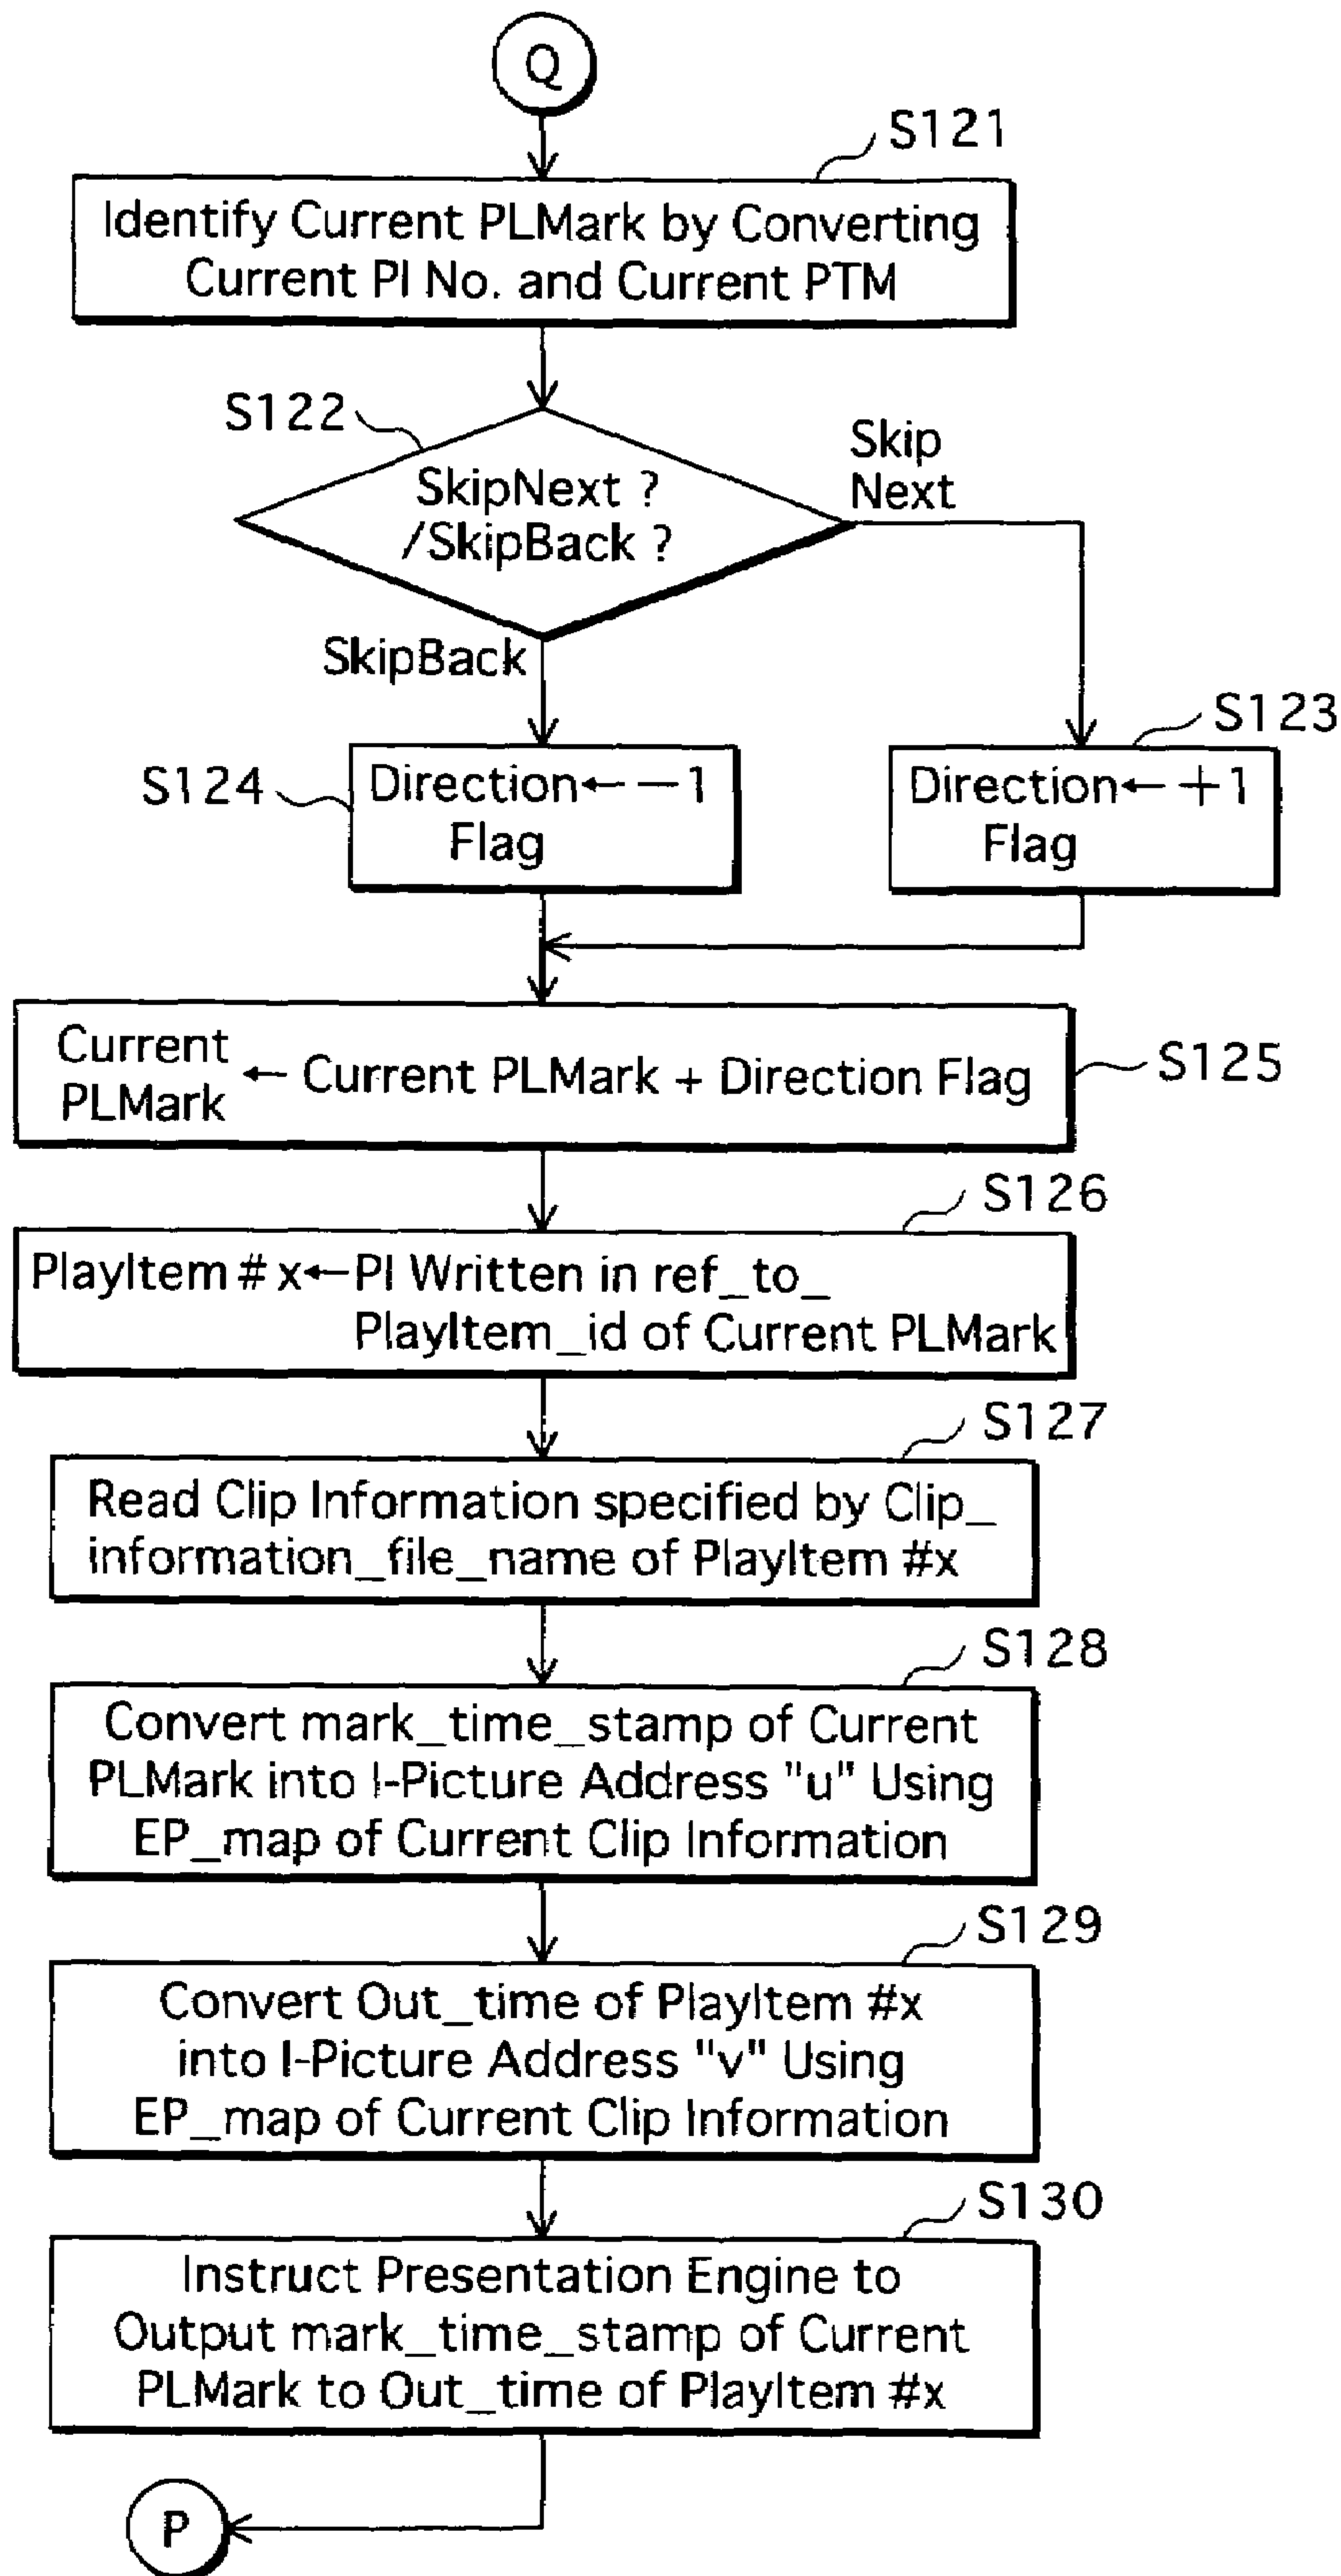 Q
S121
Identify Current PLMark by Converting
Current PI No. and Current PTM
S122
SkipNext ?
/SkipBack ?
Skip
Next
SkipBack
S123
S124
Direction←−1
Flag
Direction←+1
Flag
Current
PLMark
← Current PLMark + Direction Flag
S125
S126
PlayItem # x←PI Written in ref_to_
PlayItem_id of Current PLMark
S127
Read Clip Information specified by Clip_
information_file_name of PlayItem #x
S128
Convert mark_time_stamp of Current
PLMark into I-Picture Address "u" Using
EP_map of Current Clip Information
S129
Convert Out_time of PlayItem #x
into I-Picture Address "v" Using
EP_map of Current Clip Information
S130
Instruct Presentation Engine to
Output mark_time_stamp of Current
PLMark to Out_time of PlayItem #x
P